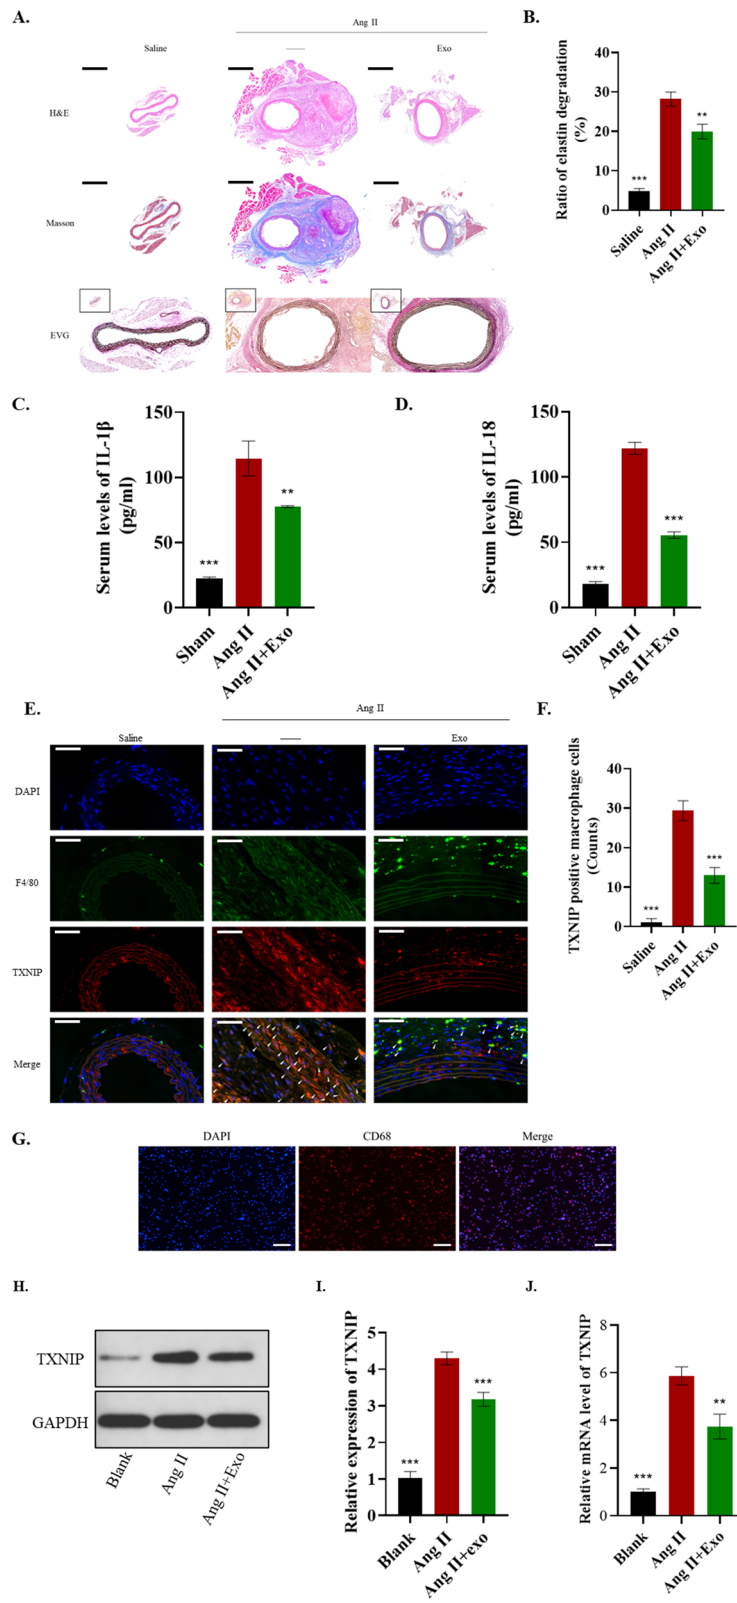 A.
Ang II
Saline
Exo
H&E
Masson
EVG
B.
Ratio of elastin degradation
(%)
40
30
20
10
0
***
**
Saline
Ang II
Ang II+Exo
C.
Serum levels of IL-1β
(pg/ml)
150
100
50
0
***
**
Sham
Ang II
Ang II+Exo
D.
Serum levels of IL-18
(pg/ml)
150
100
50
0
***
***
Sham
Ang II
Ang II+Exo
E.
Ang II
Saline
Exo
DAPI
F4/80
TXNIP
Merge
F.
TXNIP positive macrophage cells
(Counts)
40
30
20
10
0
***
***
Saline
Ang II
Ang II+Exo
G.
DAPI
CD68
Merge
H.
TXNIP
GAPDH
Blank
Ang II
Ang II+Exo
I.
Relative expression of TXNIP
5
4
3
2
1
0
***
***
Blank
Ang II
Ang II+exo
J.
Relative mRNA level of TXNIP
8
6
4
2
0
***
**
Blank
Ang II
Ang II+Exo